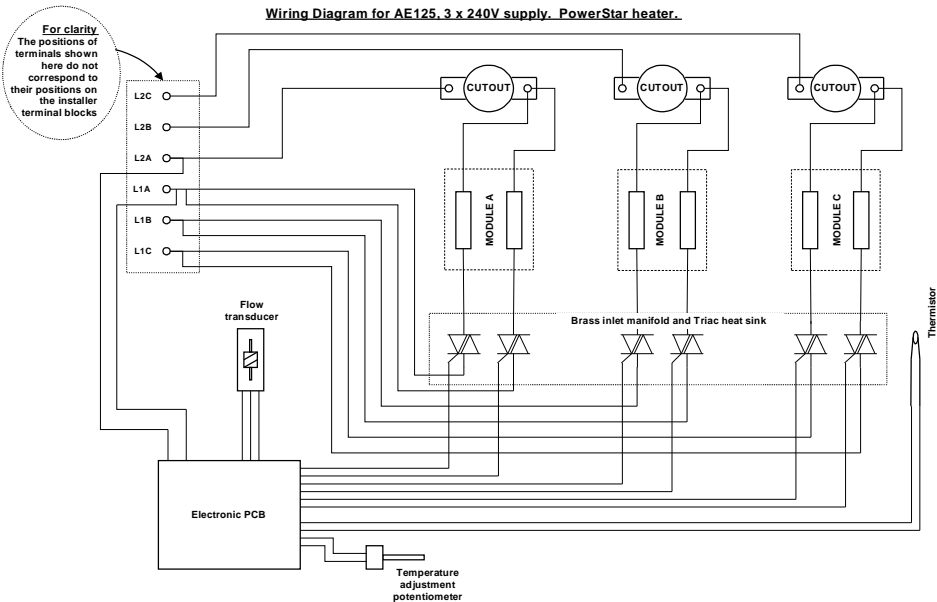 Wiring Diagram for AE125, 3 x 240V supply.  PowerStar heater.
For clarity
The positions of
terminals shown
here do not
correspond to
their positions on
the installer
terminal blocks
L2C
L2B
L2A
L1A
L1B
L1C
CUTOUT
CUTOUT
CUTOUT
MODULE A
MODULE B
MODULE C
Flow
transducer
Brass inlet manifold and Triac heat sink
Thermistor
Electronic PCB
Temperature
adjustment
potentiometer